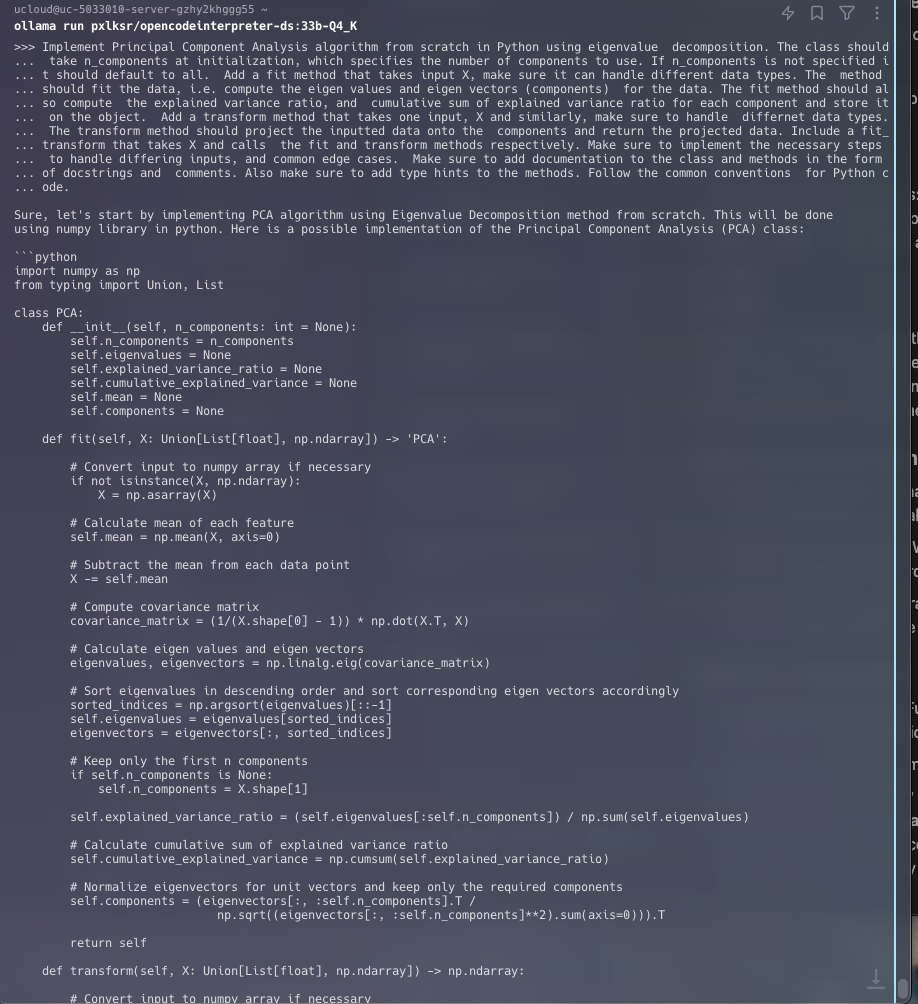 ucloud@uc-5033010-server-gzhy2khggg55 ~
ollama run pxlksr/opencodeinterpreter-ds:33b-Q4_K
>>> Implement Principal Component Analysis algorithm from scratch in Python using eigenvalue  decomposition. The class should
...  take n_components at initialization, which specifies the number of components to use. If n_components is not specified i
... t should default to all.  Add a fit method that takes input X, make sure it can handle different data types. The  method
... should fit the data, i.e. compute the eigen values and eigen vectors (components)  for the data. The fit method should al
... so compute  the explained variance ratio, and  cumulative sum of explained variance ratio for each component and store it
...  on the object.  Add a transform method that takes one input, X and similarly, make sure to handle  differnet data types.
...  The transform method should project the inputted data onto the  components and return the projected data. Include a fit_
... transform that takes X and calls  the fit and transform methods respectively. Make sure to implement the necessary steps
...  to handle differing inputs, and common edge cases.  Make sure to add documentation to the class and methods in the form
... of docstrings and  comments. Also make sure to add type hints to the methods. Follow the common conventions  for Python c
... ode.
Sure, let's start by implementing PCA algorithm using Eigenvalue Decomposition method from scratch. This will be done
using numpy library in python. Here is a possible implementation of the Principal Component Analysis (PCA) class:
```python
import numpy as np
from typing import Union, List
class PCA:
    def __init__(self, n_components: int = None):
        self.n_components = n_components
        self.eigenvalues = None
        self.explained_variance_ratio = None
        self.cumulative_explained_variance = None
        self.mean = None
        self.components = None
    def fit(self, X: Union[List[float], np.ndarray]) -> 'PCA':
        # Convert input to numpy array if necessary
        if not isinstance(X, np.ndarray):
            X = np.asarray(X)
        # Calculate mean of each feature
        self.mean = np.mean(X, axis=0)
        # Subtract the mean from each data point
        X -= self.mean
        # Compute covariance matrix
        covariance_matrix = (1/(X.shape[0] - 1)) * np.dot(X.T, X)
        # Calculate eigen values and eigen vectors
        eigenvalues, eigenvectors = np.linalg.eig(covariance_matrix)
        # Sort eigenvalues in descending order and sort corresponding eigen vectors accordingly
        sorted_indices = np.argsort(eigenvalues)[::-1]
        self.eigenvalues = eigenvalues[sorted_indices]
        eigenvectors = eigenvectors[:, sorted_indices]
        # Keep only the first n components
        if self.n_components is None:
            self.n_components = X.shape[1]
        self.explained_variance_ratio = (self.eigenvalues[:self.n_components]) / np.sum(self.eigenvalues)
        # Calculate cumulative sum of explained variance ratio
        self.cumulative_explained_variance = np.cumsum(self.explained_variance_ratio)
        # Normalize eigenvectors for unit vectors and keep only the required components
        self.components = (eigenvectors[:, :self.n_components].T /
                             np.sqrt((eigenvectors[:, :self.n_components]**2).sum(axis=0))).T
        return self
    def transform(self, X: Union[List[float], np.ndarray]) -> np.ndarray:
        # Convert input to numpy array if necessary